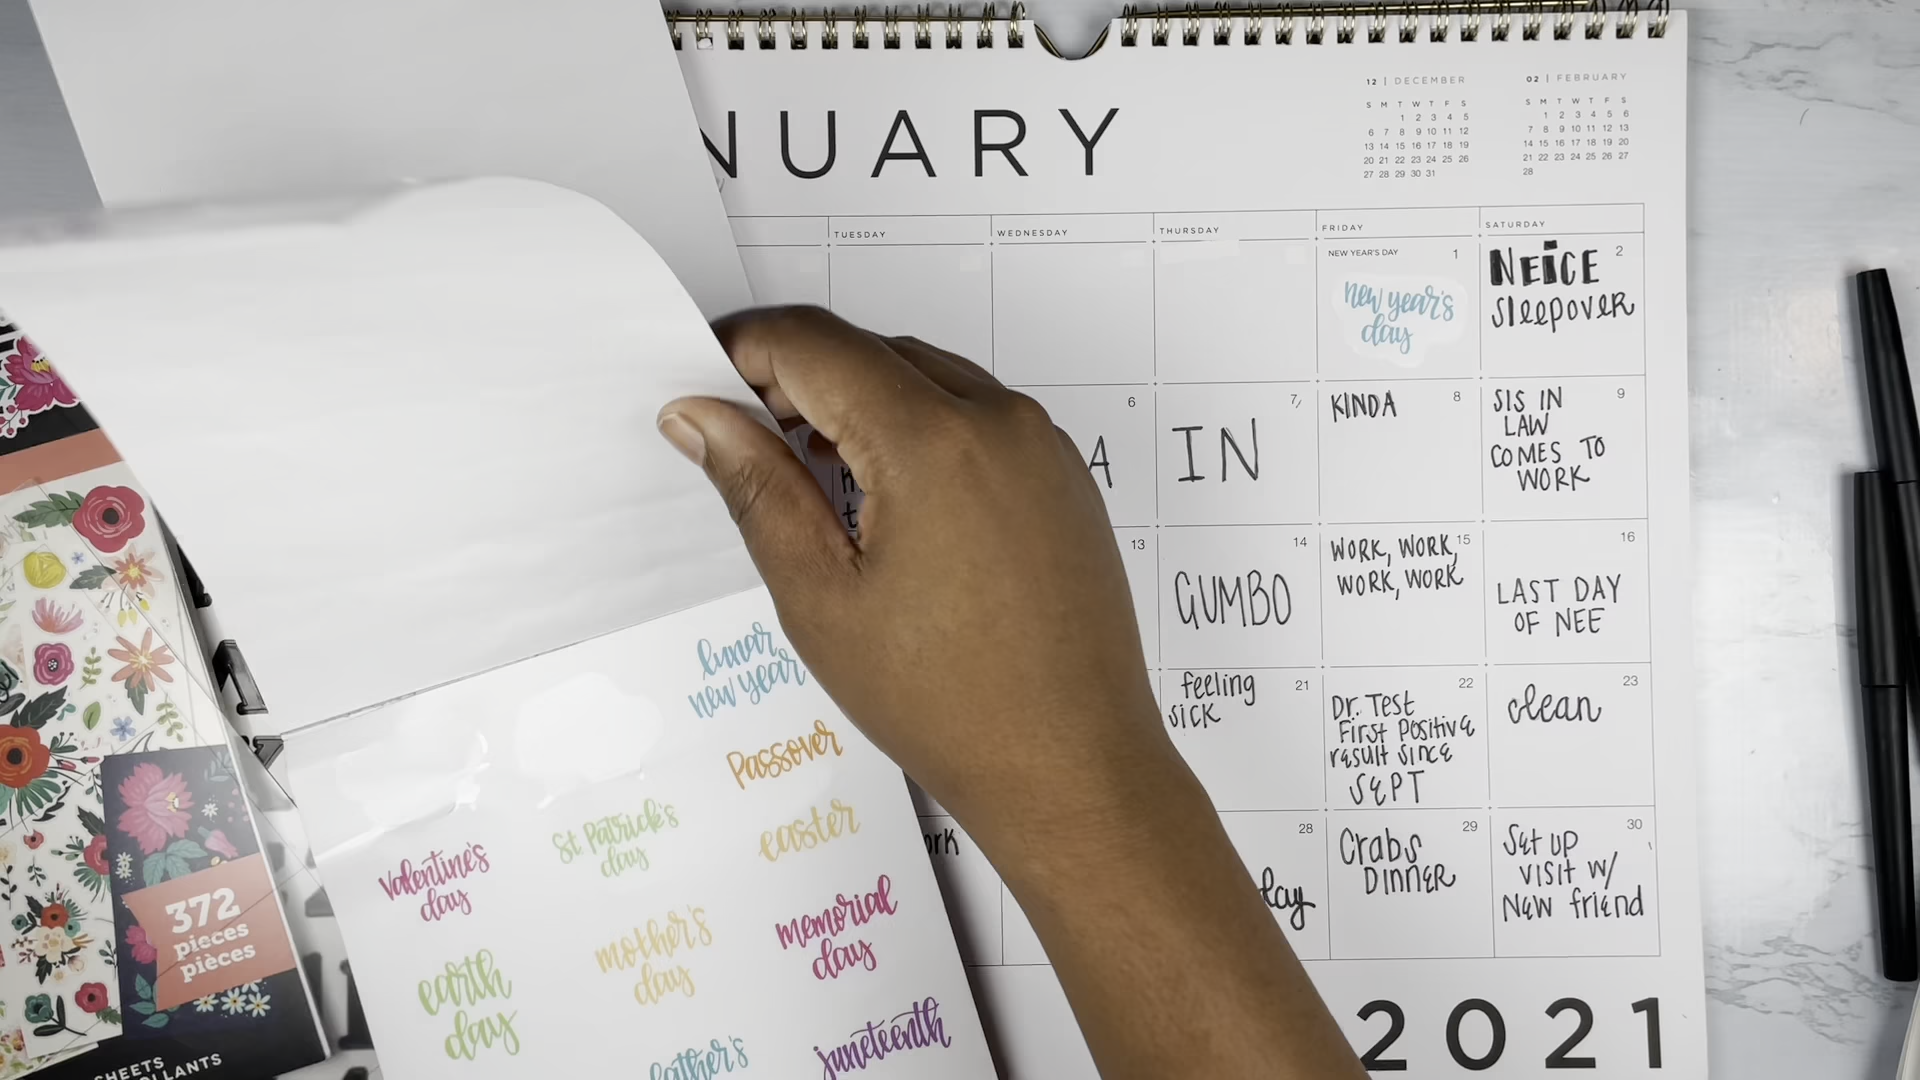 NUARY
12 | DECEMBER
S M T W T F S
1 2 3 4 5
6 7 8 9 10 11 12
13 14 15 16 17 18 19
20 21 22 23 24 25 26
27 28 29 30 31
02 | FEBRUARY
S M T W T F S
1 2 3 4 5 6
7 8 9 10 11 12 13
14 15 16 17 18 19 20
21 22 23 24 25 26 27
28
TUESDAY
WEDNESDAY
THURSDAY
FRIDAY
SATURDAY
NEW YEAR'S DAY 1
new year's
day
2
NEICE
sleepover
6
A
7
IN
8
KINDA
9
SIS IN
LAW
COMES TO
WORK
13
14
GUMBO
15
WORK, WORK,
WORK, WORK
16
LAST DAY
OF NEE
21
feeling
sick
22
Dr. Test
First Positive
result since
SEPT
23
clean
ork
28
day
29
Crabs
DINNER
30
Set up
visit w/
New friend
2021
lunar
new year
Passover
St Patrick's
day
easter
Valentine's
day
mother's
day
memorial
day
earth
day
father's
juneteenth
372
pieces
pièces
SHEETS